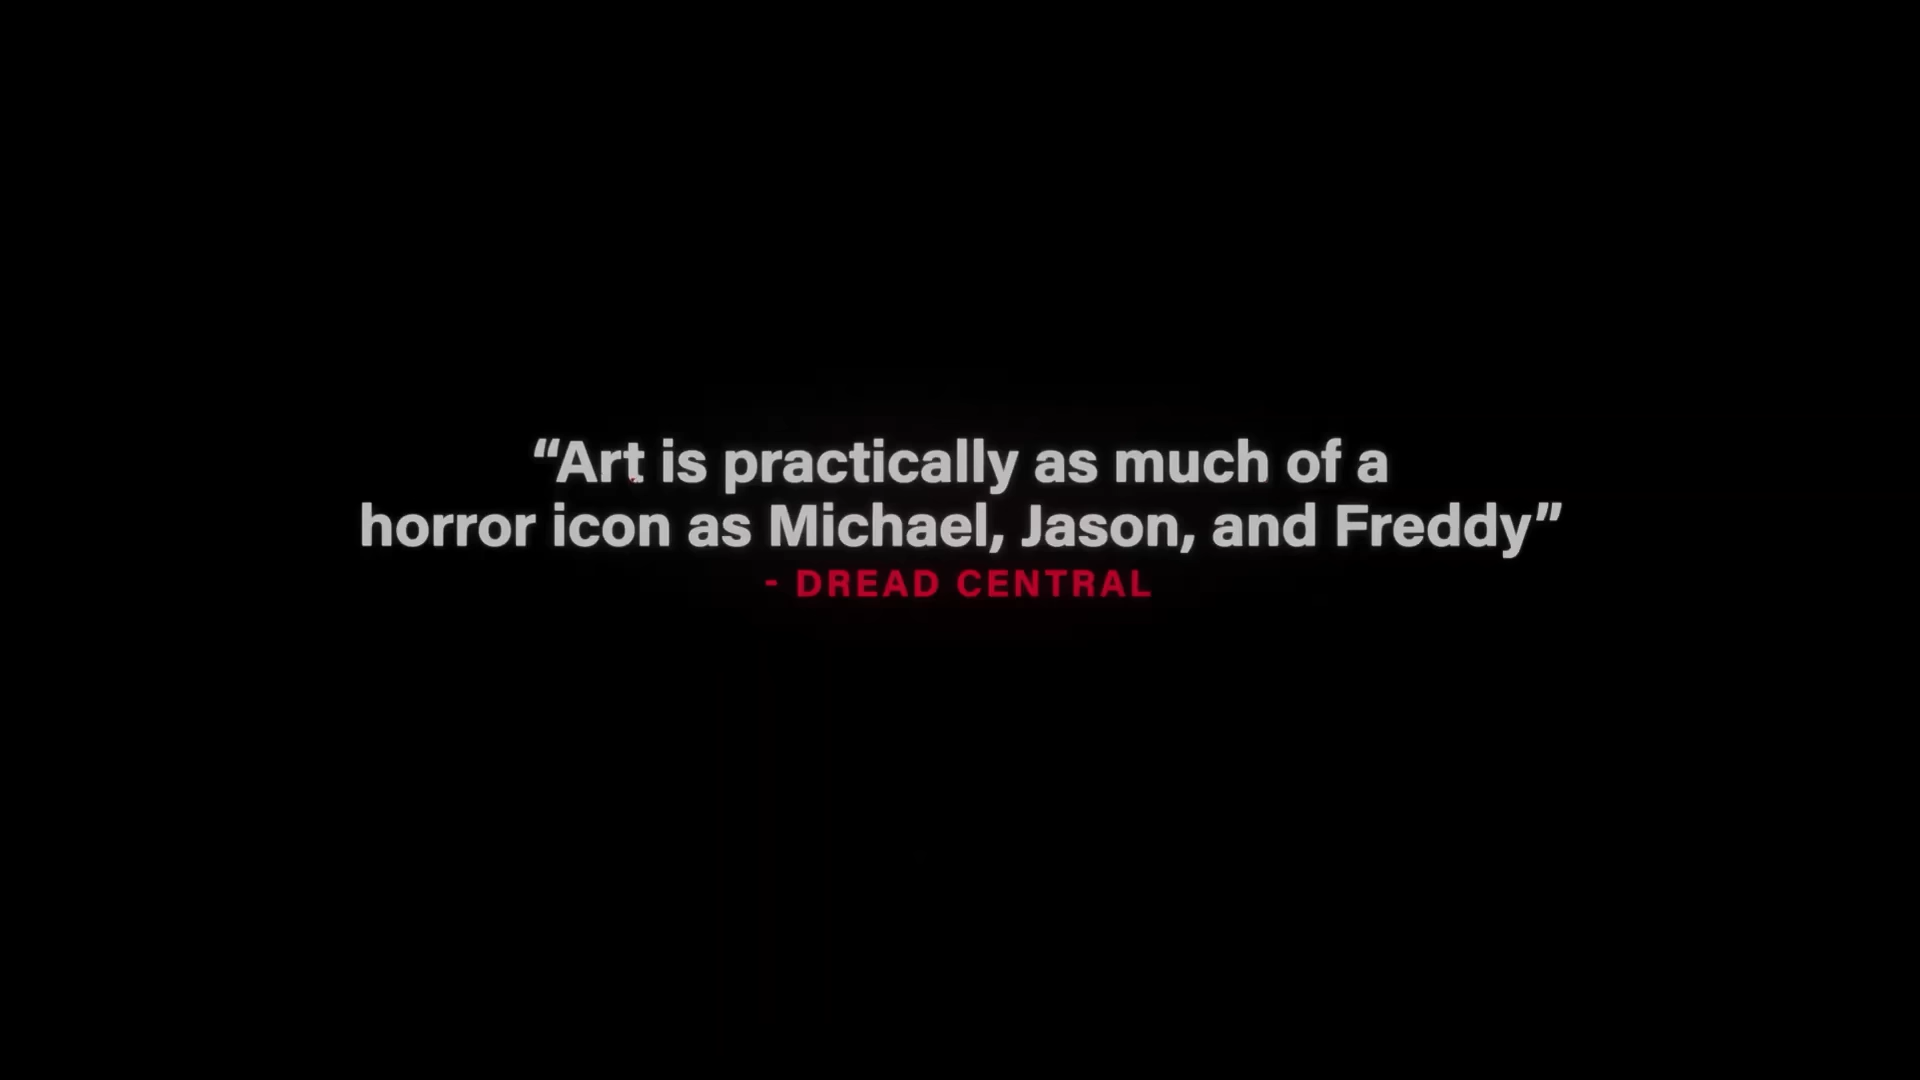 “Art is practically as much of a
horror icon as Michael, Jason, and Freddy”
- DREAD CENTRAL